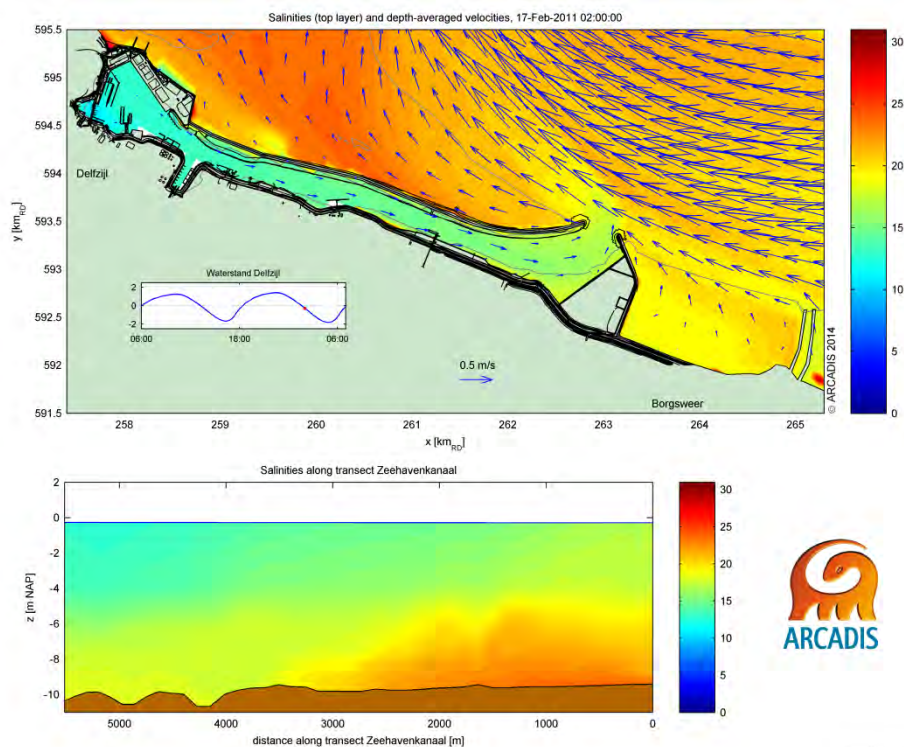 Salinities (top layer) and depth-averaged velocities, 17-Feb-2011 02:00:00
595.5
595
594.5
594
593.5
593
592.5
592
591.5
y [km_RD]
Delfzijl
Waterstand Delfzijl
2
0
-2
06:00 18:00 06:00
0.5 m/s
Borgsweer
© ARCADIS 2014
258 259 260 261 262 263 264 265
x [km_RD]
30
25
20
15
10
5
0
Salinities along transect Zeehavenkanaal
2
0
-2
-4
-6
-8
-10
z [m NAP]
5000 4000 3000 2000 1000 0
distance along transect Zeehavenkanaal [m]
30
25
20
15
10
5
0
ARCADIS